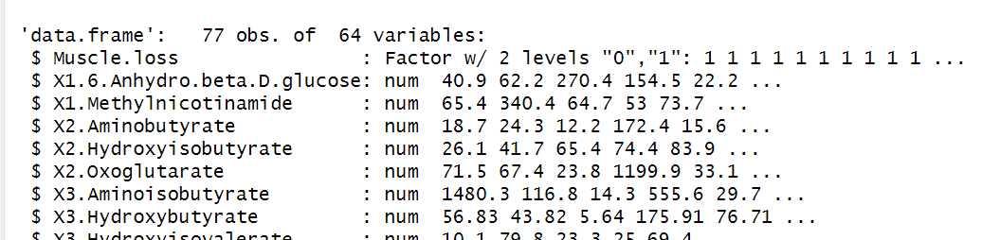 'data.frame':   77 obs. of  64 variables:
 $ Muscle.loss                : Factor w/ 2 levels "0","1": 1 1 1 1 1 1 1 1 1 1 ...
 $ X1.6.Anhydro.beta.D.glucose: num  40.9 62.2 270.4 154.5 22.2 ...
 $ X1.Methylnicotinamide      : num  65.4 340.4 64.7 53 73.7 ...
 $ X2.Aminobutyrate           : num  18.7 24.3 12.2 172.4 15.6 ...
 $ X2.Hydroxyisobutyrate      : num  26.1 41.7 65.4 74.4 83.9 ...
 $ X2.Oxoglutarate            : num  71.5 67.4 23.8 1199.9 33.1 ...
 $ X3.Aminoisobutyrate        : num  1480.3 116.8 14.3 555.6 29.7 ...
 $ X3.Hydroxybutyrate         : num  56.83 43.82 5.64 175.91 76.71 ...
 $ X3.Hydroxyisovalerate      : num  10.1 79.8 23.3 25 69.4